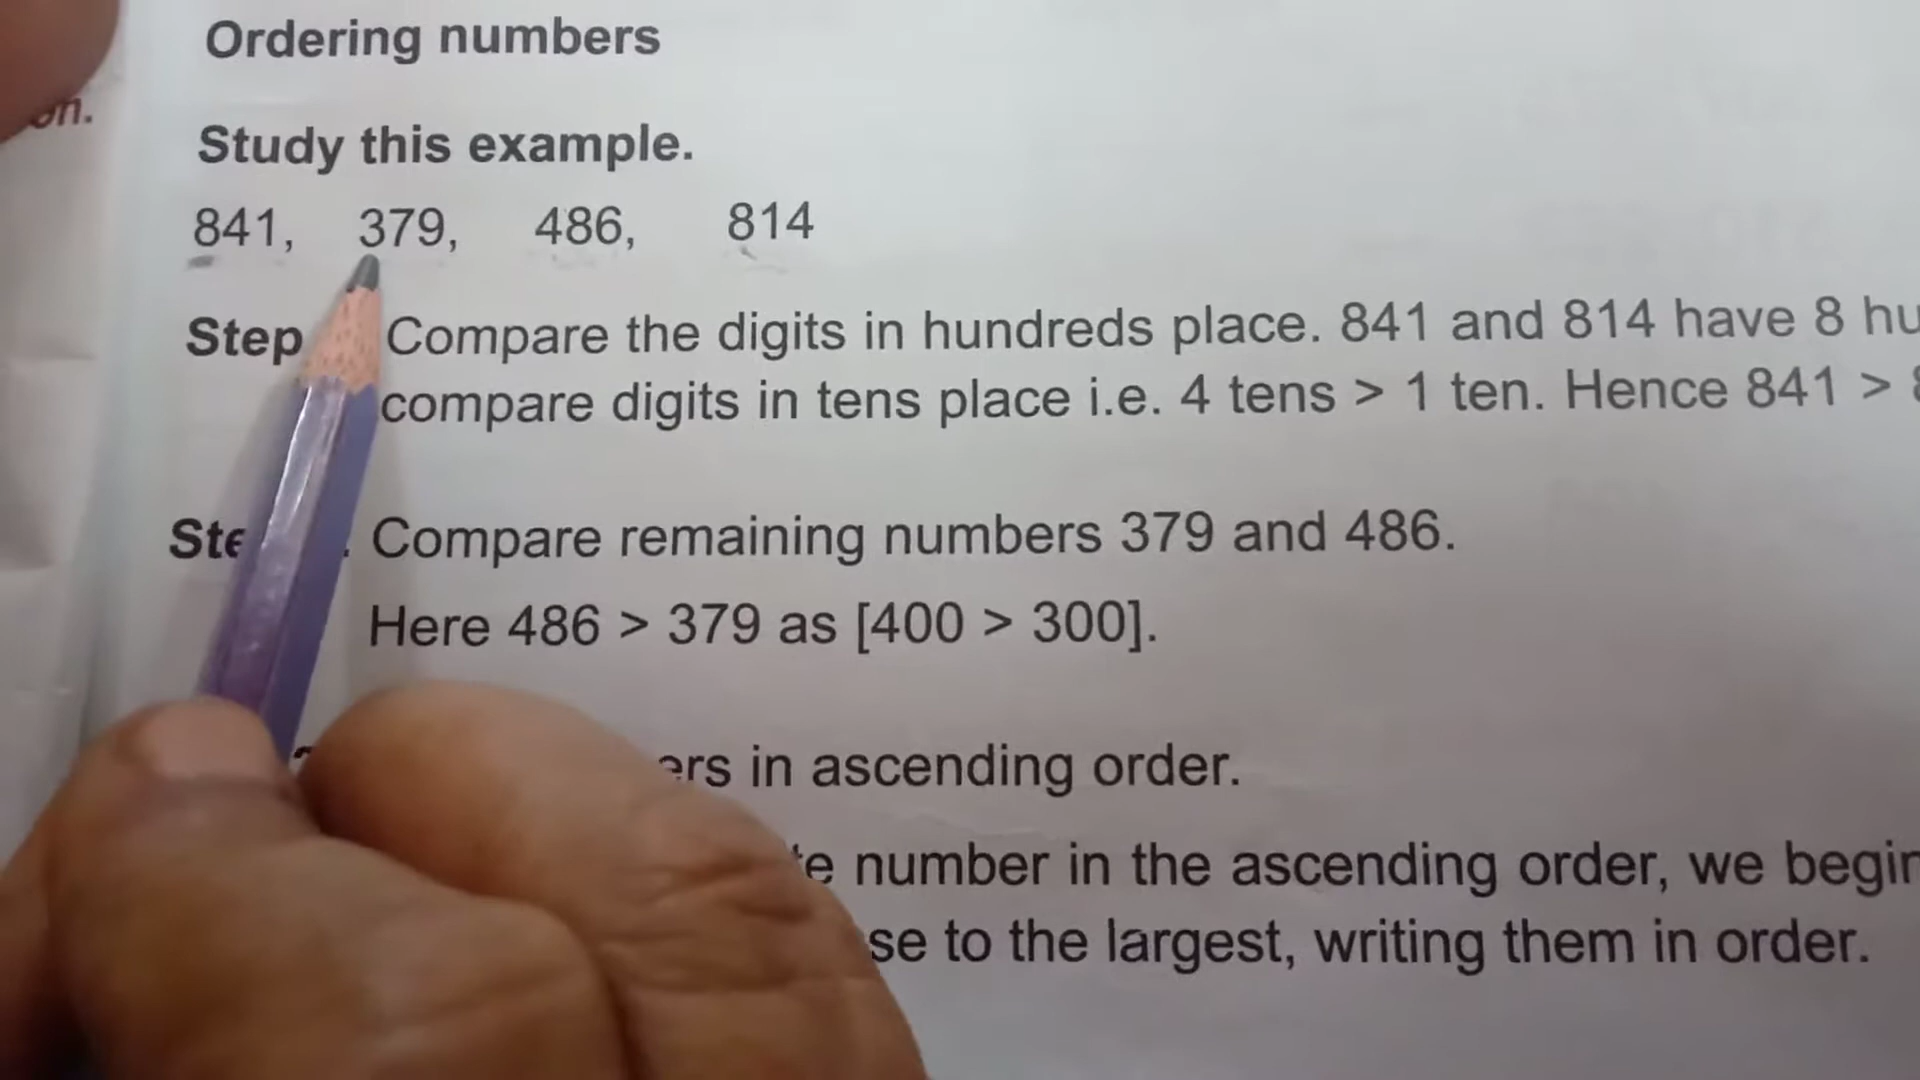 Ordering numbers
on.
Study this example.
841, 379, 486, 814
Step Compare the digits in hundreds place. 841 and 814 have 8
compare digits in tens place i.e. 4 tens > 1 ten. Hence 841 >
Compare remaining numbers 379 and 486.
Here 486 > 379 as [400 > 300].
in ascending order.
number in the ascending order, we begin
to the largest, writing them in order.